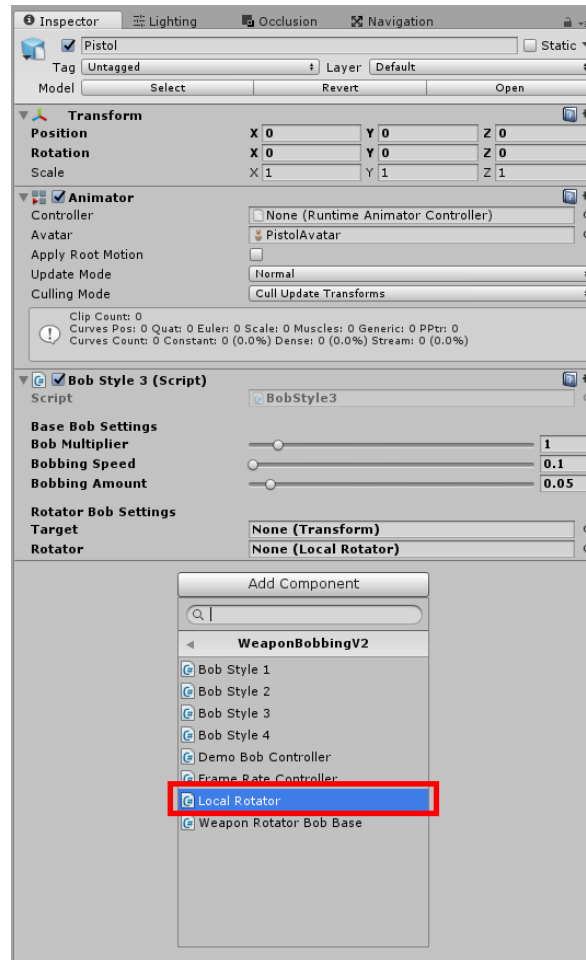 Inspector Lighting Occlusion Navigation
Pistol Static
Tag Untagged Layer Default
Model Select Revert Open
Transform
Position X 0 Y 0 Z 0
Rotation X 0 Y 0 Z 0
Scale X 1 Y 1 Z 1
Animator
Controller None (Runtime Animator Controller)
Avatar PistolAvatar
Apply Root Motion
Update Mode Normal
Culling Mode Cull Update Transforms
Clip Count: 0
Curves Pos: 0 Quat: 0 Euler: 0 Scale: 0 Muscles: 0 Generic: 0 PPtr: 0
Curves Count: 0 Constant: 0 (0.0%) Dense: 0 (0.0%) Stream: 0 (0.0%)
Bob Style 3 (Script)
Script BobStyle3
Base Bob Settings
Bob Multiplier 1
Bobbing Speed 0.1
Bobbing Amount 0.05
Rotator Bob Settings
Target None (Transform)
Rotator None (Local Rotator)
Add Component
WeaponBobbingV2
Bob Style 1
Bob Style 2
Bob Style 3
Bob Style 4
Demo Bob Controller
Frame Rate Controller
Local Rotator
Weapon Rotator Bob Base